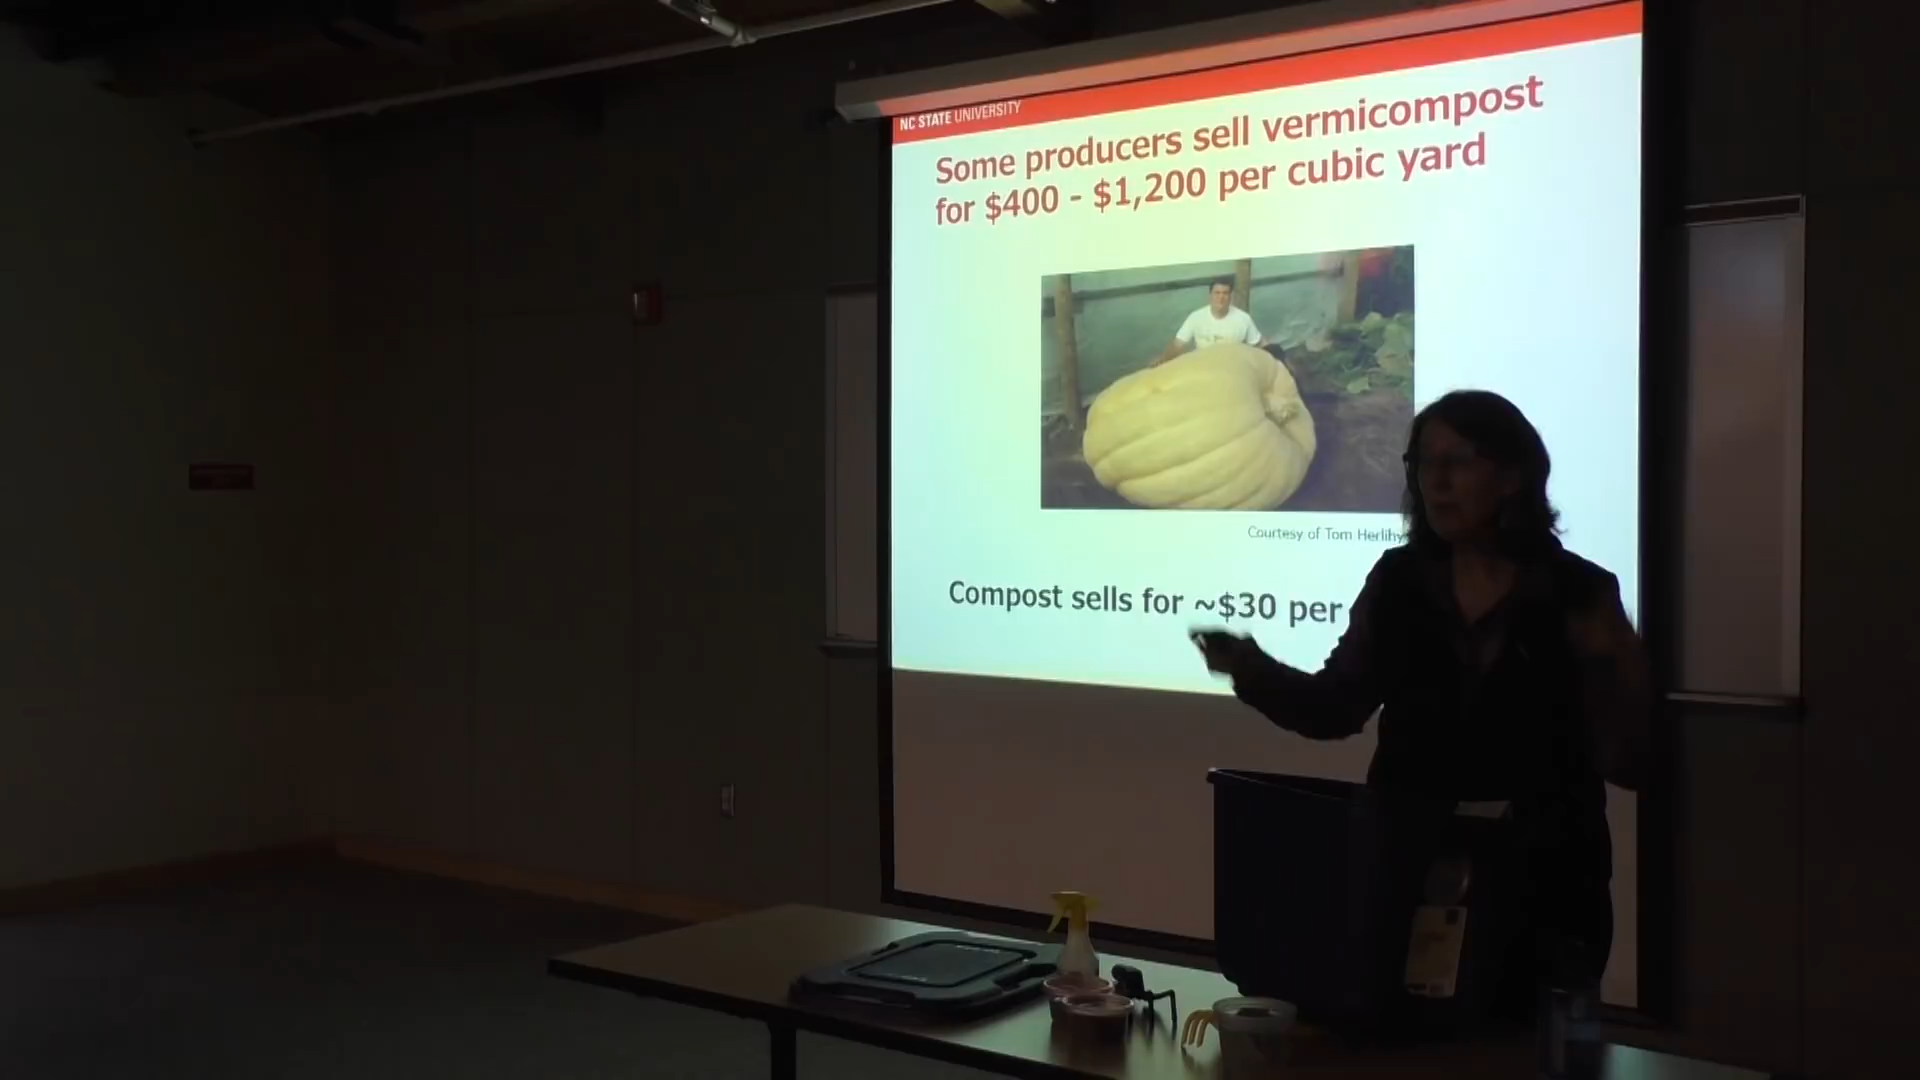 NC STATE UNIVERSITY
Some producers sell vermicompost
for $400 - $1,200 per cubic yard
Courtesy of Tom Herlihy
Compost sells for ~$30 per